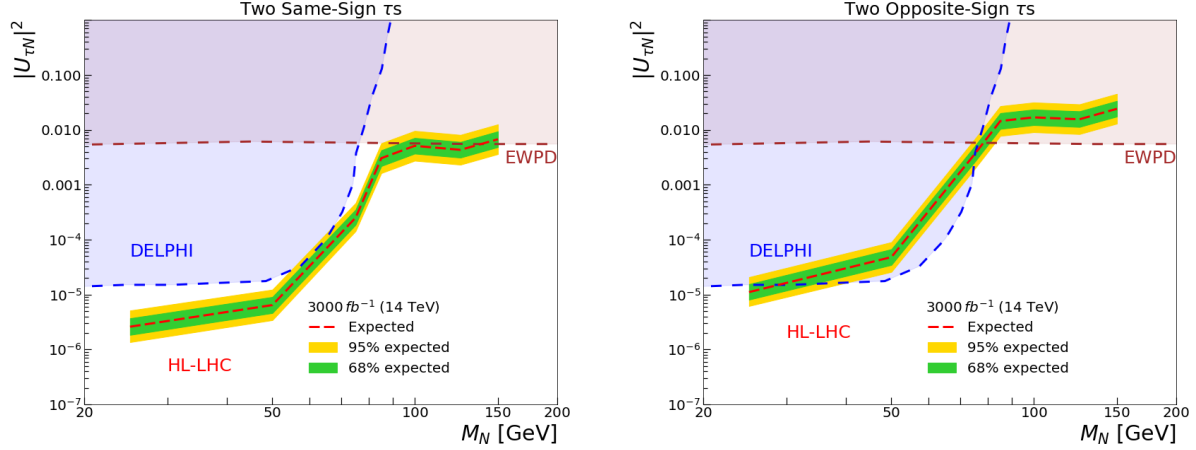 Two Same-Sign τs
|U_{τN}|²
0.100
0.010
0.001
10⁻⁴
10⁻⁵
10⁻⁶
10⁻⁷
EWPD
DELPHI
HL-LHC
3000 fb⁻¹ (14 TeV)
Expected
95% expected
68% expected
20 50 100 150 200
M_N [GeV]
Two Opposite-Sign τs
|U_{τN}|²
0.100
0.010
0.001
10⁻⁴
10⁻⁵
10⁻⁶
10⁻⁷
EWPD
DELPHI
HL-LHC
3000 fb⁻¹ (14 TeV)
Expected
95% expected
68% expected
20 50 100 150 200
M_N [GeV]